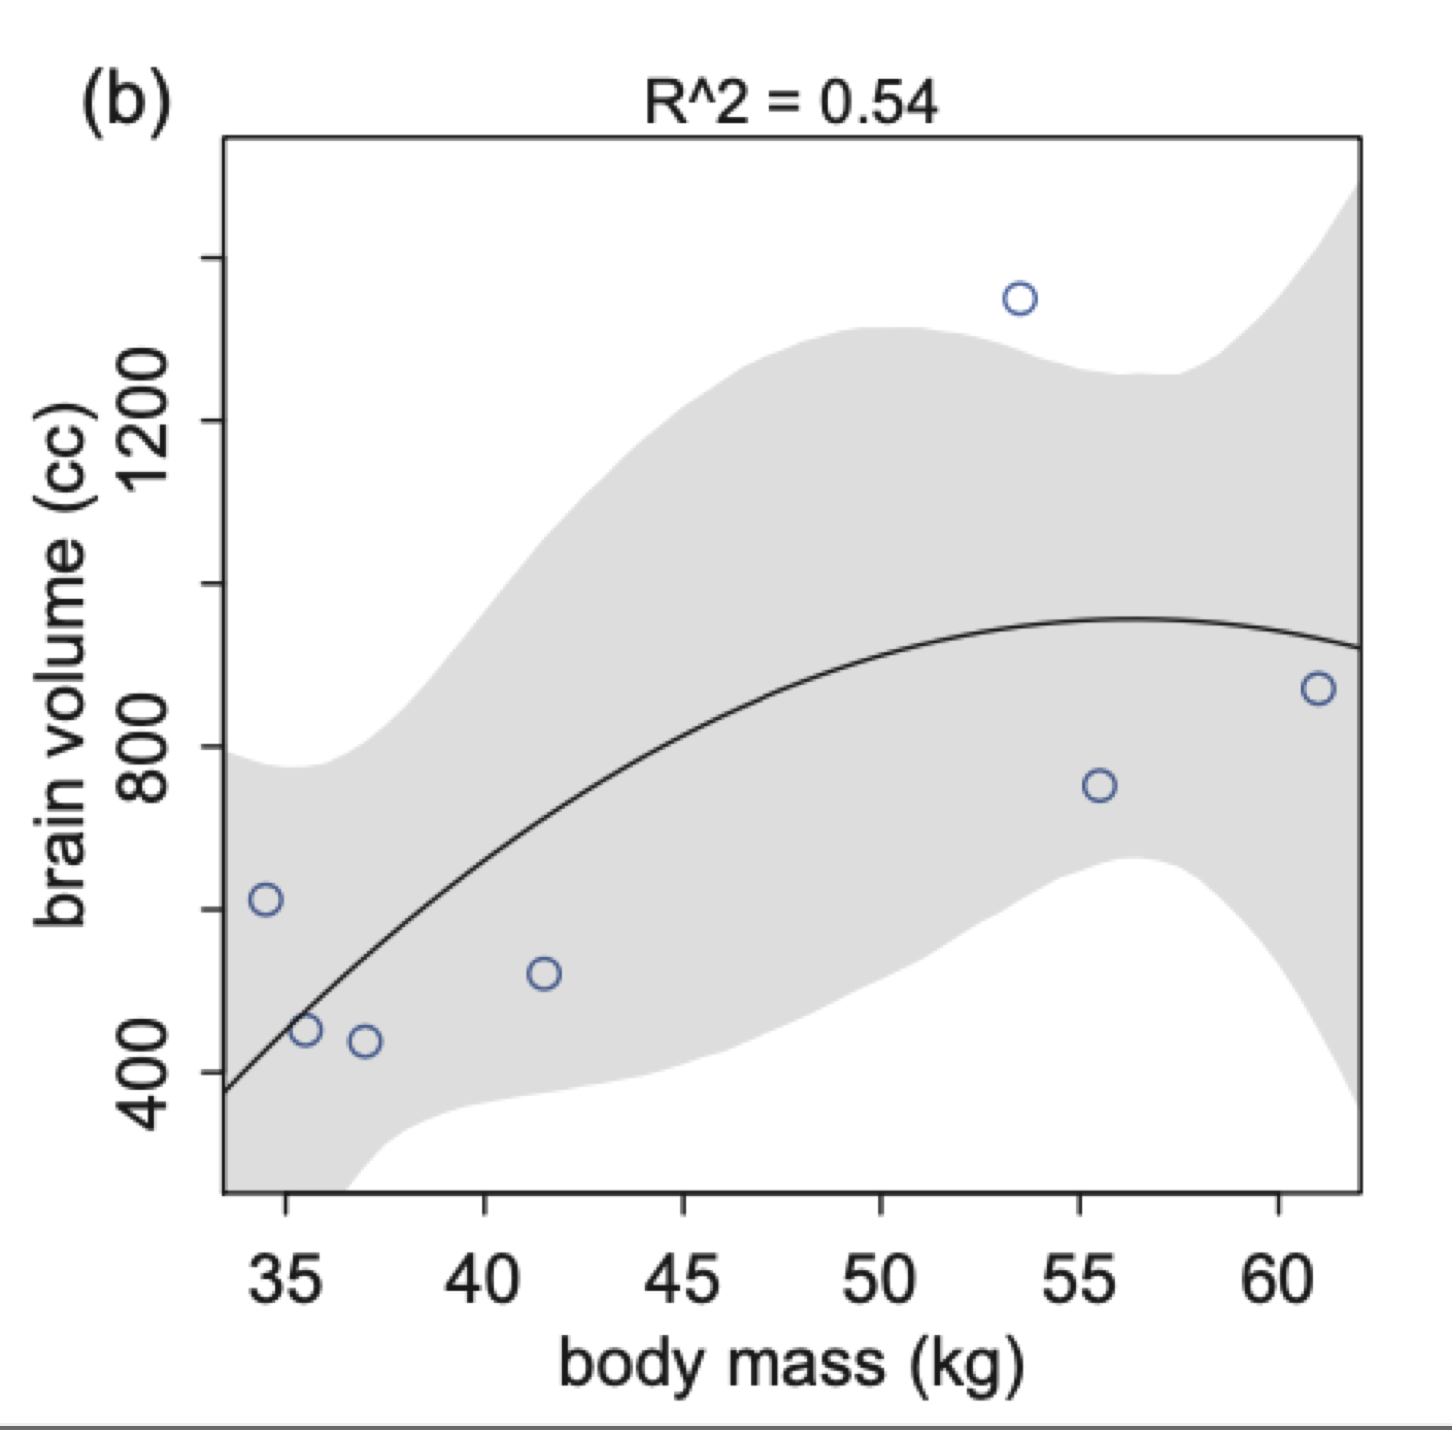 (b)
R^2 = 0.54
brain volume (cc)
1200
800
400
35 40 45 50 55 60
body mass (kg)